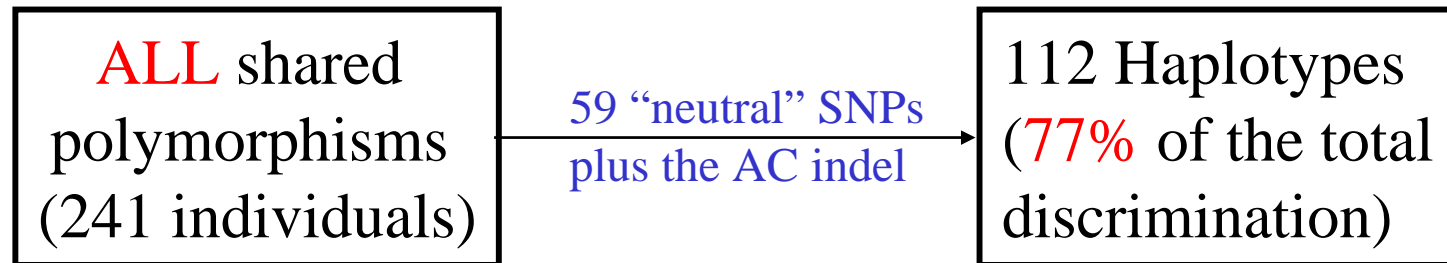 ALL shared
polymorphisms
(241 individuals)
59 “neutral” SNPs
plus the AC indel
112 Haplotypes
(77% of the total
discrimination)